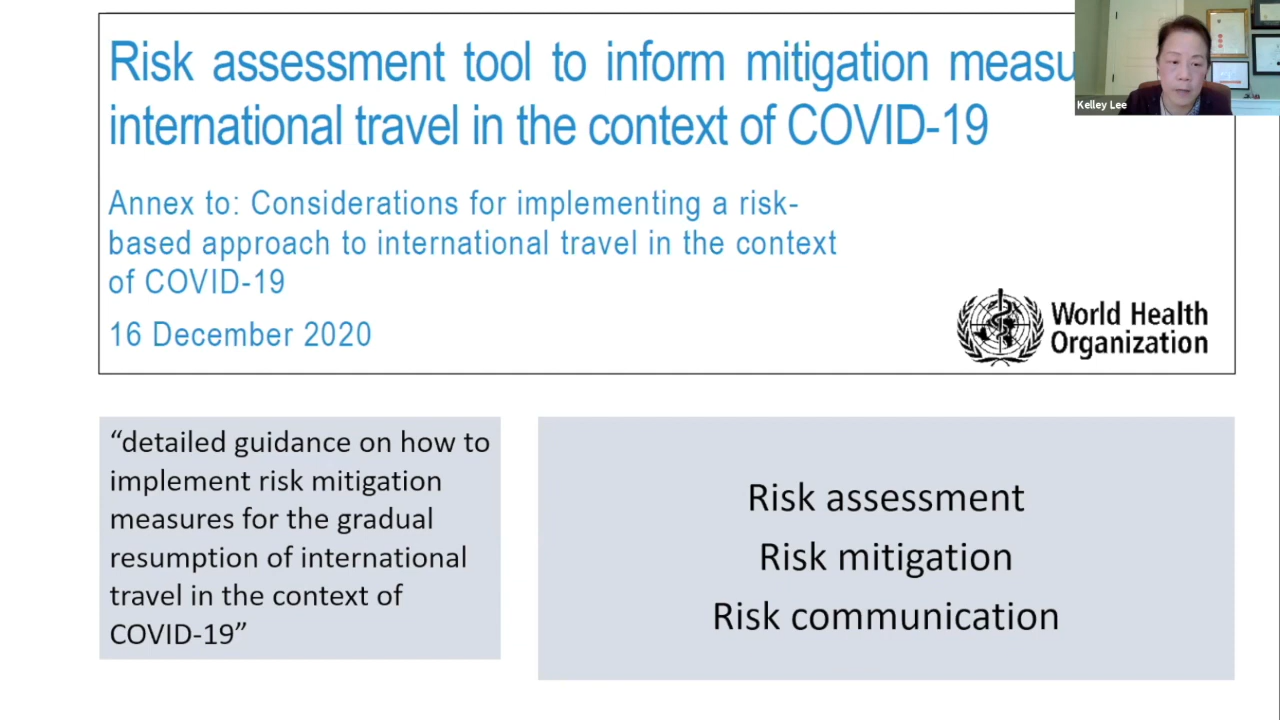 Risk assessment tool to inform mitigation measu
international travel in the context of COVID-19
Kelley Lee
Annex to: Considerations for implementing a risk-
based approach to international travel in the context
of COVID-19
16 December 2020
World Health
Organization
“detailed guidance on how to
implement risk mitigation
measures for the gradual
resumption of international
travel in the context of
COVID-19”
Risk assessment
Risk mitigation
Risk communication